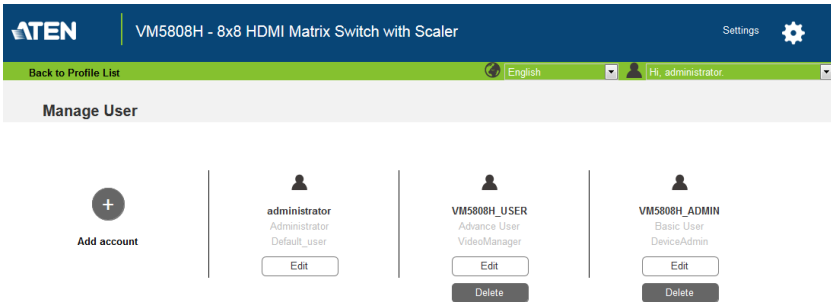 ATEN
VM5808H - 8x8 HDMI Matrix Switch with Scaler
Settings
Back to Profile List
English
Hi, administrator.
Manage User
Add account
administrator
Administrator
Default_user
Edit
VM5808H_USER
Advance User
VideoManager
Edit
Delete
VM5808H_ADMIN
Basic User
DeviceAdmin
Edit
Delete